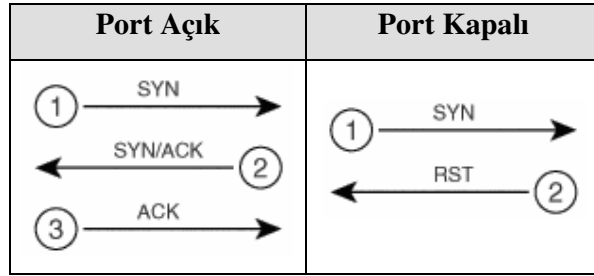 Port Açık
Port Kapalı
1 SYN
SYN/ACK 2
3 ACK
1 SYN
RST 2